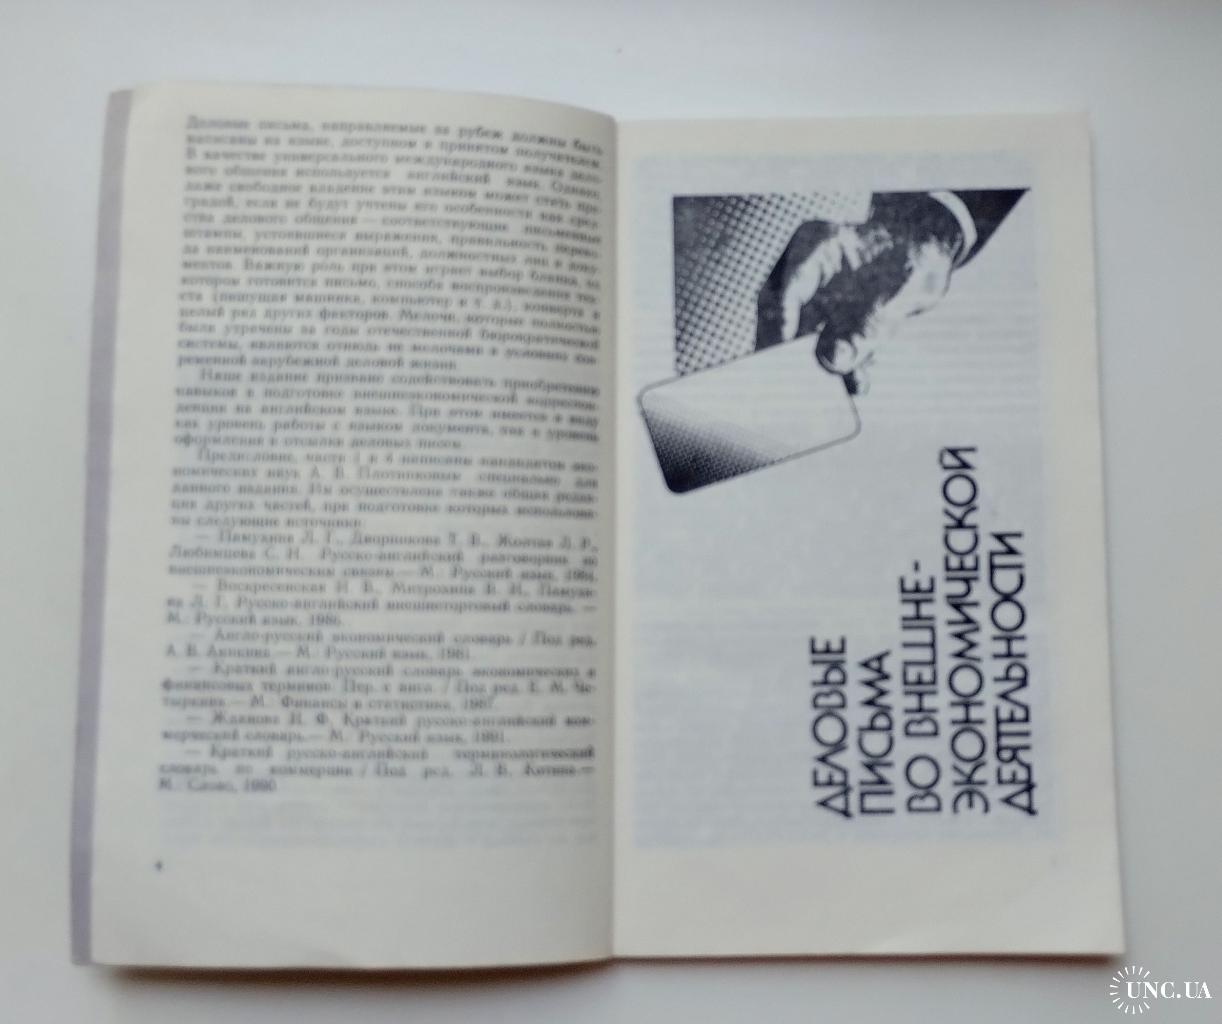 Деловые письма, направляемые за рубеж должны быть
написаны на языке, доступном и принятом получателем.
В качестве универсального международного языка дело-
вого общения используется английский язык. Однако,
даже свободное владение этим языком может стать пре-
градой, если не будут учтены его особенности как сред-
ства делового общения — соответствующие письменные
штампы, устоявшиеся выражения, правильность перево-
да наименований организаций, должностных лиц и доку-
ментов. Важную роль при этом играет выбор бланка, на
котором готовится письмо, способа воспроизведения тек-
ста (пишущая машинка, компьютер и т. д.), конверта и
целый ряд других факторов. Мелочи, которые полностью
были утрачены за годы отечественной бюрократической
системы, являются отнюдь не мелочами в условиях сов-
ременной зарубежной деловой жизни.
Наше издание призвано содействовать приобретению
навыков в подготовке внешнеэкономической корреспон-
денции на английском языке. При этом имеется в виду
как уровень работы с языком документа, так и уровень
оформления и отсылки деловых писем.
Предисловие, части 1 и 4 написаны кандидатом эко-
номических наук А. В. Плотниковым специально для
данного издания. Им осуществлена также общая редак-
ция других частей, при подготовке которых использова-
ны следующие источники:
— Памухина Л. Г., Дворникова Т. В., Жолтая Л. Р.,
Любимцева С. Н. Русско-английский разговорник по
внешнеэкономическим связям.— М.: Русский язык,
— Воскресенская Н. В., Митрохина В. И., Памухи-
на Л. Г. Русско-английский внешнеторговый словарь.—
М.: Русский язык, 1986.
— Англо-русский экономический словарь / Под ред.
А. В. Аникина.— М.: Русский язык, 1981.
— Краткий англо-русский словарь экономических и
финансовых терминов. Пер. с англ. / Под ред. Е. М. Че-
тыркина.— М.: Финансы и статистика, 1987.
— Жданова И. Ф. Краткий русско-английский ком-
мерческий словарь.— М.: Русский язык, 1991.
— Краткий русско-английский терминологический
словарь по коммерции / Под ред. Л. В.
М.: Слово, 1990
4
ДЕЛОВЫЕ
ПИСЬМА
ВО ВНЕШНЕ-
ЭКОНОМИЧЕСКОЙ
ДЕЯТЕЛЬНОСТИ
UNC.UA